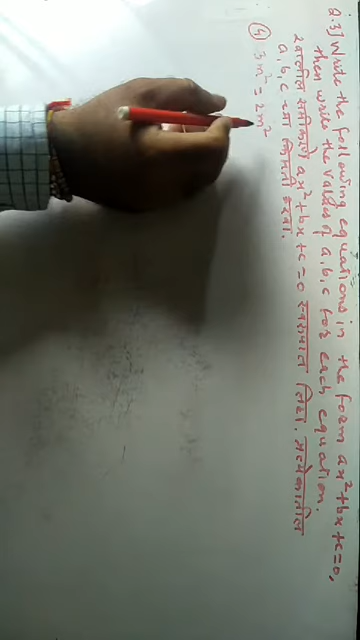 Q.3] Write the following equations in the form ax²+bx+c=0,
then write the values of a,b,c for each equation.
खालील समीकरणे ax²+bx+c=0 स्वरूपात लिहा. प्रत्येकातील
a,b,c च्या किंमती ठरवा.
(4) 3m² = 2m²